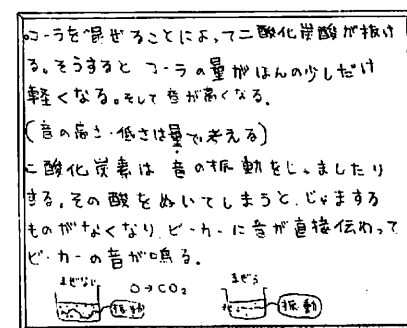 ○コーラを混ぜることによって二酸化炭酸が抜け
る。そうすると コーラの量がほんの少しだけ
軽くなる。そして音が高くなる。
(音の高さ・低さは量で考える)
二酸化炭素は 音の振動をじゃましたり
する。その酸をぬいてしまうと、じゃまする
ものがなくなり、ビーカーに音が直接伝わって
ビーカーの音が鳴る。
まぜない O→CO₂ まぜる
振動 振動